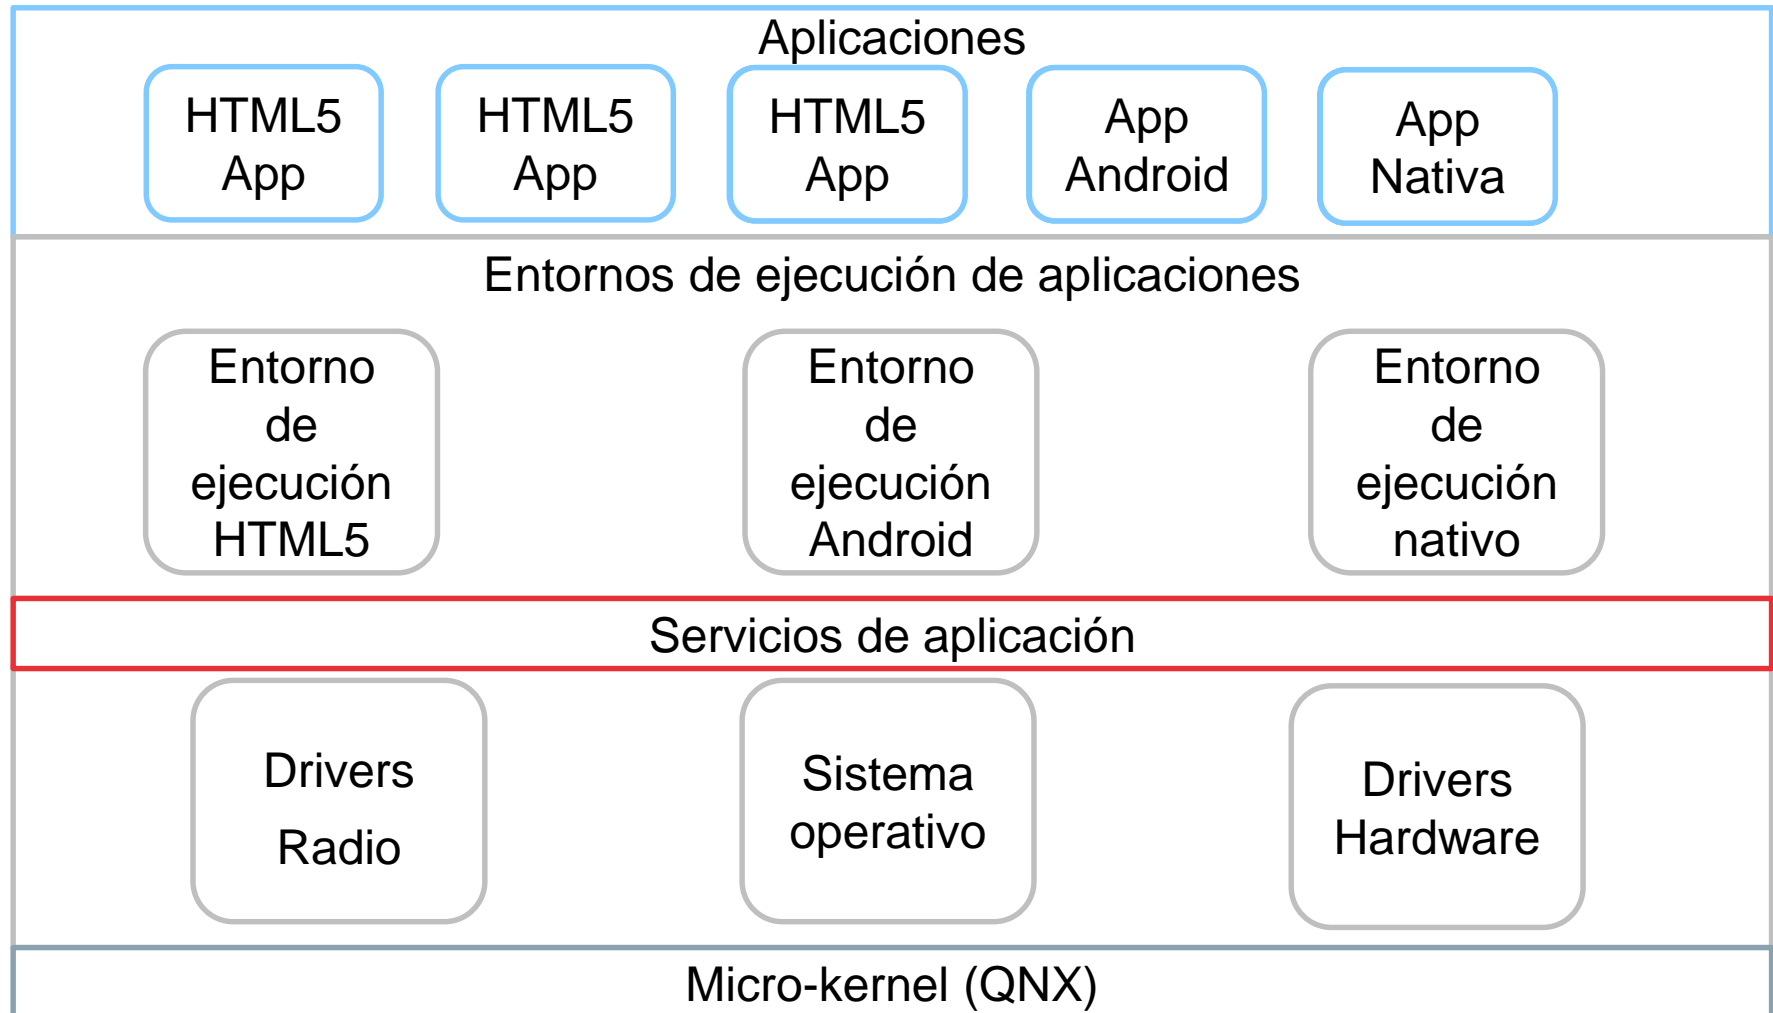 Aplicaciones
HTML5
App
HTML5
App
HTML5
App
App
Android
App
Nativa
Entornos de ejecución de aplicaciones
Entorno
de
ejecución
HTML5
Entorno
de
ejecución
Android
Entorno
de
ejecución
nativo
Servicios de aplicación
Drivers
Radio
Sistema
operativo
Drivers
Hardware
Micro-kernel (QNX)